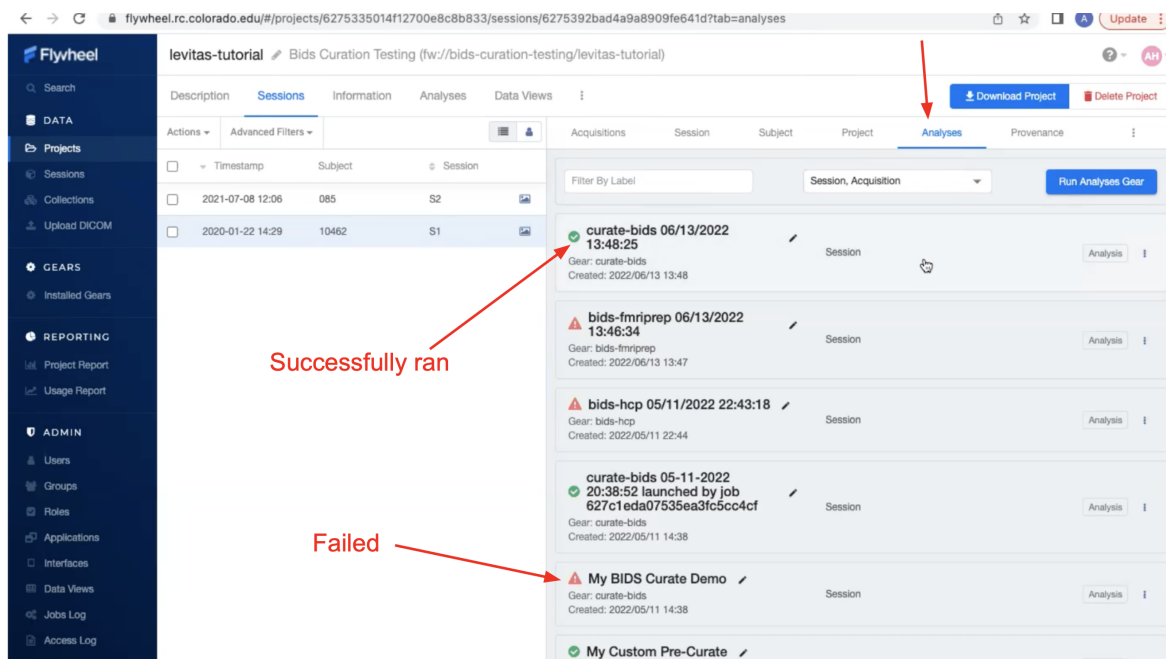 flywheel.rc.colorado.edu/#/projects/6275335014f12700e8c8b833/sessions/6275392bad4a9a8909fe641d?tab=analyses
A
Update
Flywheel
levitas-tutorial
Bids Curation Testing (fw://bids-curation-testing/levitas-tutorial)
?
AH
Search
DATA
Projects
Sessions
Collections
Upload DICOM
GEARS
Installed Gears
REPORTING
Project Report
Usage Report
ADMIN
Users
Groups
Roles
Applications
Interfaces
Data Views
Jobs Log
Access Log
Description Sessions Information Analyses Data Views
Download Project
Delete Project
Actions
Advanced Filters
Timestamp Subject Session
2021-07-08 12:06 085 S2
2020-01-22 14:29 10462 S1
Successfully ran
Failed
Acquisitions Session Subject Project Analyses Provenance
Filter By Label
Session, Acquisition
Run Analyses Gear
curate-bids 06/13/2022
13:48:25
Gear: curate-bids
Created: 2022/06/13 13:48
Session
Analysis
bids-fmriprep 06/13/2022
13:46:34
Gear: bids-fmriprep
Created: 2022/06/13 13:47
Session
Analysis
bids-hcp 05/11/2022 22:43:18
Gear: bids-hcp
Created: 2022/05/11 22:44
Session
Analysis
curate-bids 05-11-2022
20:38:52 launched by job
627c1eda07535ea3fc5cc4cf
Gear: curate-bids
Created: 2022/05/11 14:38
Session
Analysis
My BIDS Curate Demo
Gear: curate-bids
Created: 2022/05/11 14:38
Session
Analysis
My Custom Pre-Curate